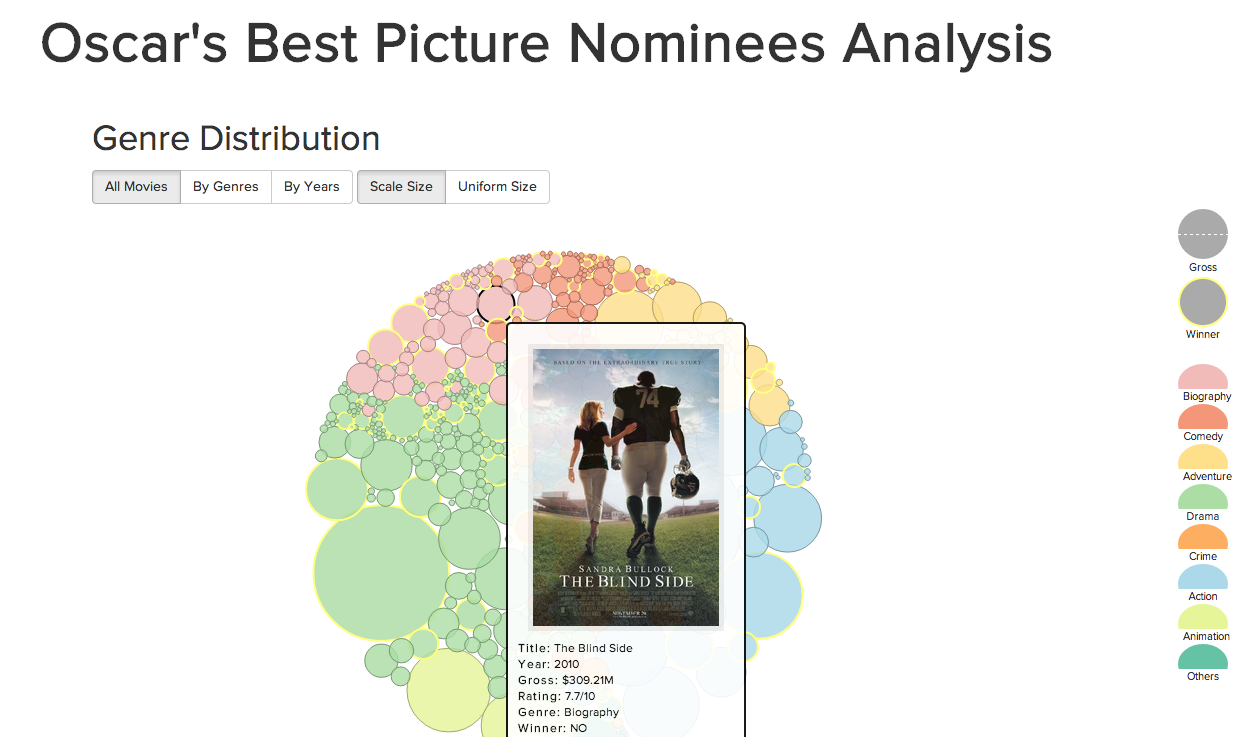 Oscar's Best Picture Nominees Analysis
Genre Distribution
All Movies By Genres By Years Scale Size Uniform Size
Gross
Winner
Biography
Comedy
Adventure
Drama
Crime
Action
Animation
Others
BASED ON THE EXTRAORDINARY TRUE STORY
74
SANDRA BULLOCK
THE BLIND SIDE
Title: The Blind Side
Year: 2010
Gross: $309.21M
Rating: 7.7/10
Genre: Biography
Winner: NO